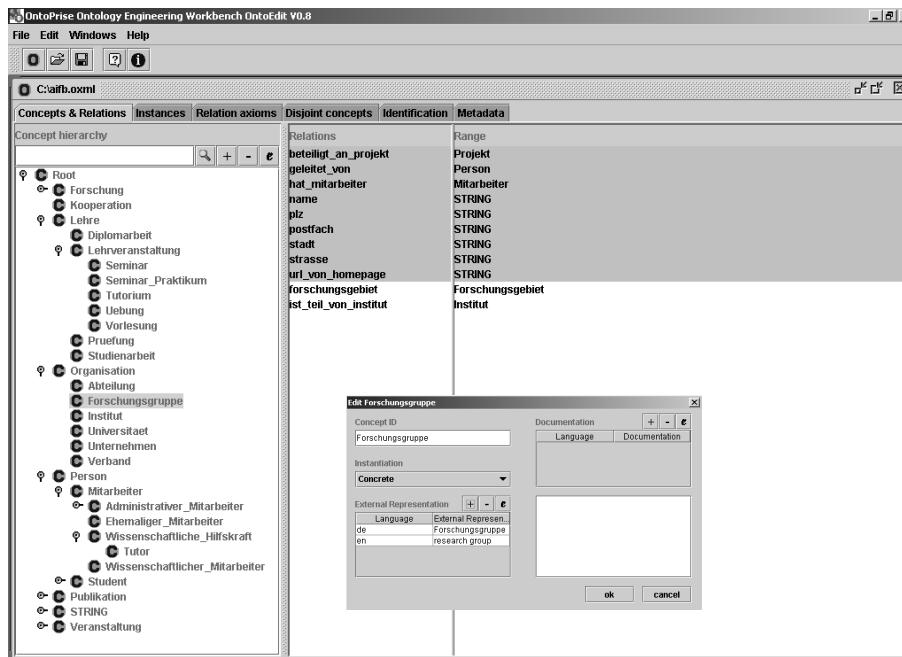 OntoPrise Ontology Engineering Workbench OntoEdit V0.8
File Edit Windows Help
C:\aifb.oxml
Concepts & Relations Instances Relation axioms Disjoint concepts Identification Metadata
Concept hierarchy
Root
Forschung
Kooperation
Lehre
Diplomarbeit
Lehrveranstaltung
Seminar
Seminar_Praktikum
Tutorium
Uebung
Vorlesung
Pruefung
Studienarbeit
Organisation
Abteilung
Forschungsgruppe
Institut
Universitaet
Unternehmen
Verband
Person
Mitarbeiter
Administrativer_Mitarbeiter
Ehemaliger_Mitarbeiter
Wissenschaftliche_Hilfskraft
Tutor
Wissenschaftlicher_Mitarbeiter
Student
Publikation
STRING
Veranstaltung
Relations Range
beteiligt_an_projekt Projekt
geleitet_von Person
hat_mitarbeiter Mitarbeiter
name STRING
plz STRING
postfach STRING
stadt STRING
strasse STRING
url_von_homepage STRING
forschungsgebiet Forschungsgebiet
ist_teil_von_institut Institut
Edit Forschungsgruppe
Concept ID
Forschungsgruppe
Instantiation
Concrete
External Representation
Language External Represen...
de Forschungsgruppe
en research group
Documentation
Language Documentation
ok cancel